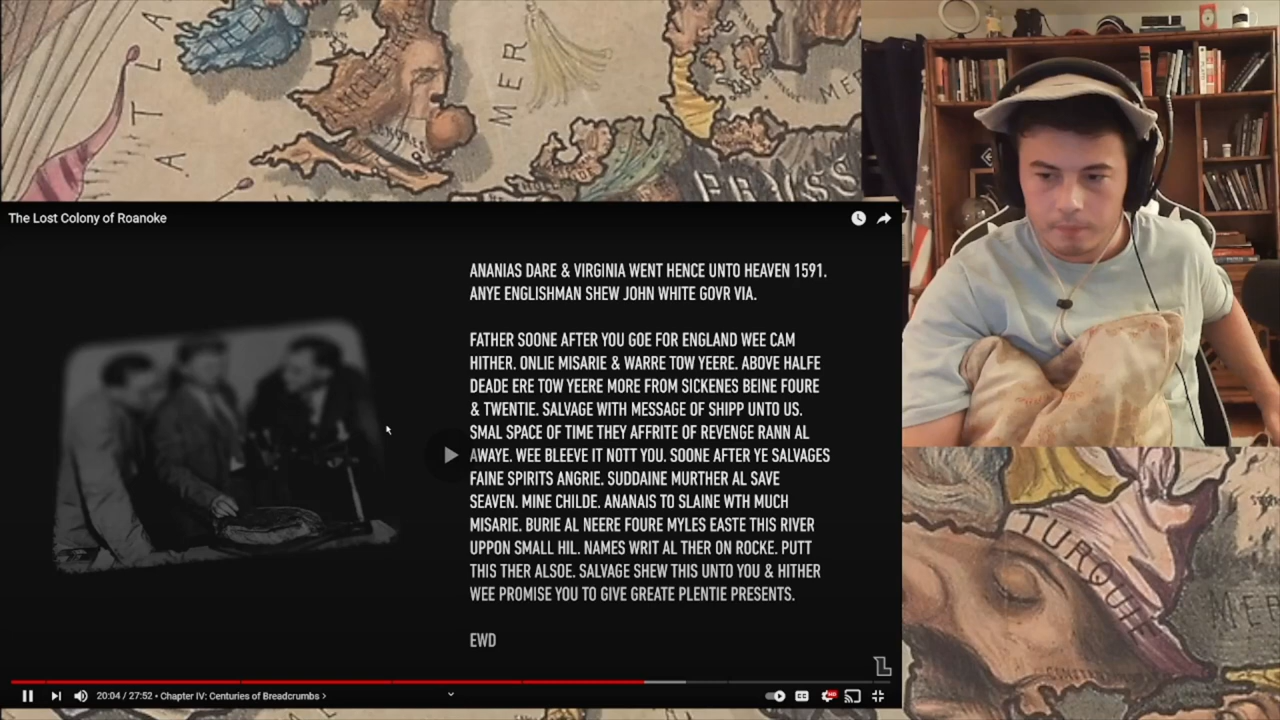 ATLA
MER
PRUSS
ME
The Lost Colony of Roanoke
ANANIAS DARE & VIRGINIA WENT HENCE UNTO HEAVEN 1591.
ANYE ENGLISHMAN SHEW JOHN WHITE GOVR VIA.
FATHER SOONE AFTER YOU GOE FOR ENGLAND WEE CAM
HITHER. ONLIE MISARIE & WARRE TOW YEERE. ABOVE HALFE
DEADE ERE TOW YEERE MORE FROM SICKENES BEINE FOURE
& TWENTIE. SALVAGE WITH MESSAGE OF SHIPP UNTO US.
SMAL SPACE OF TIME THEY AFFRITE OF REVENGE RANN AL
AWAYE. WEE BLEEVE IT NOTT YOU. SOONE AFTER YE SALVAGES
FAINE SPIRITS ANGRIE. SUDDAINE MURTHER AL SAVE
SEAVEN. MINE CHILDE. ANANAIS TO SLAINE WTH MUCH
MISARIE. BURIE AL NEERE FOURE MYLES EASTE THIS RIVER
UPPON SMALL HIL. NAMES WRIT AL THER ON ROCKE. PUTT
THIS THER ALSOE. SALVAGE SHEW THIS UNTO YOU & HITHER
WEE PROMISE YOU TO GIVE GREATE PLENTIE PRESENTS.
EWD
20:04 / 27:52 • Chapter IV: Centuries of Breadcrumbs >
CC
HD
TURQUIE
MER